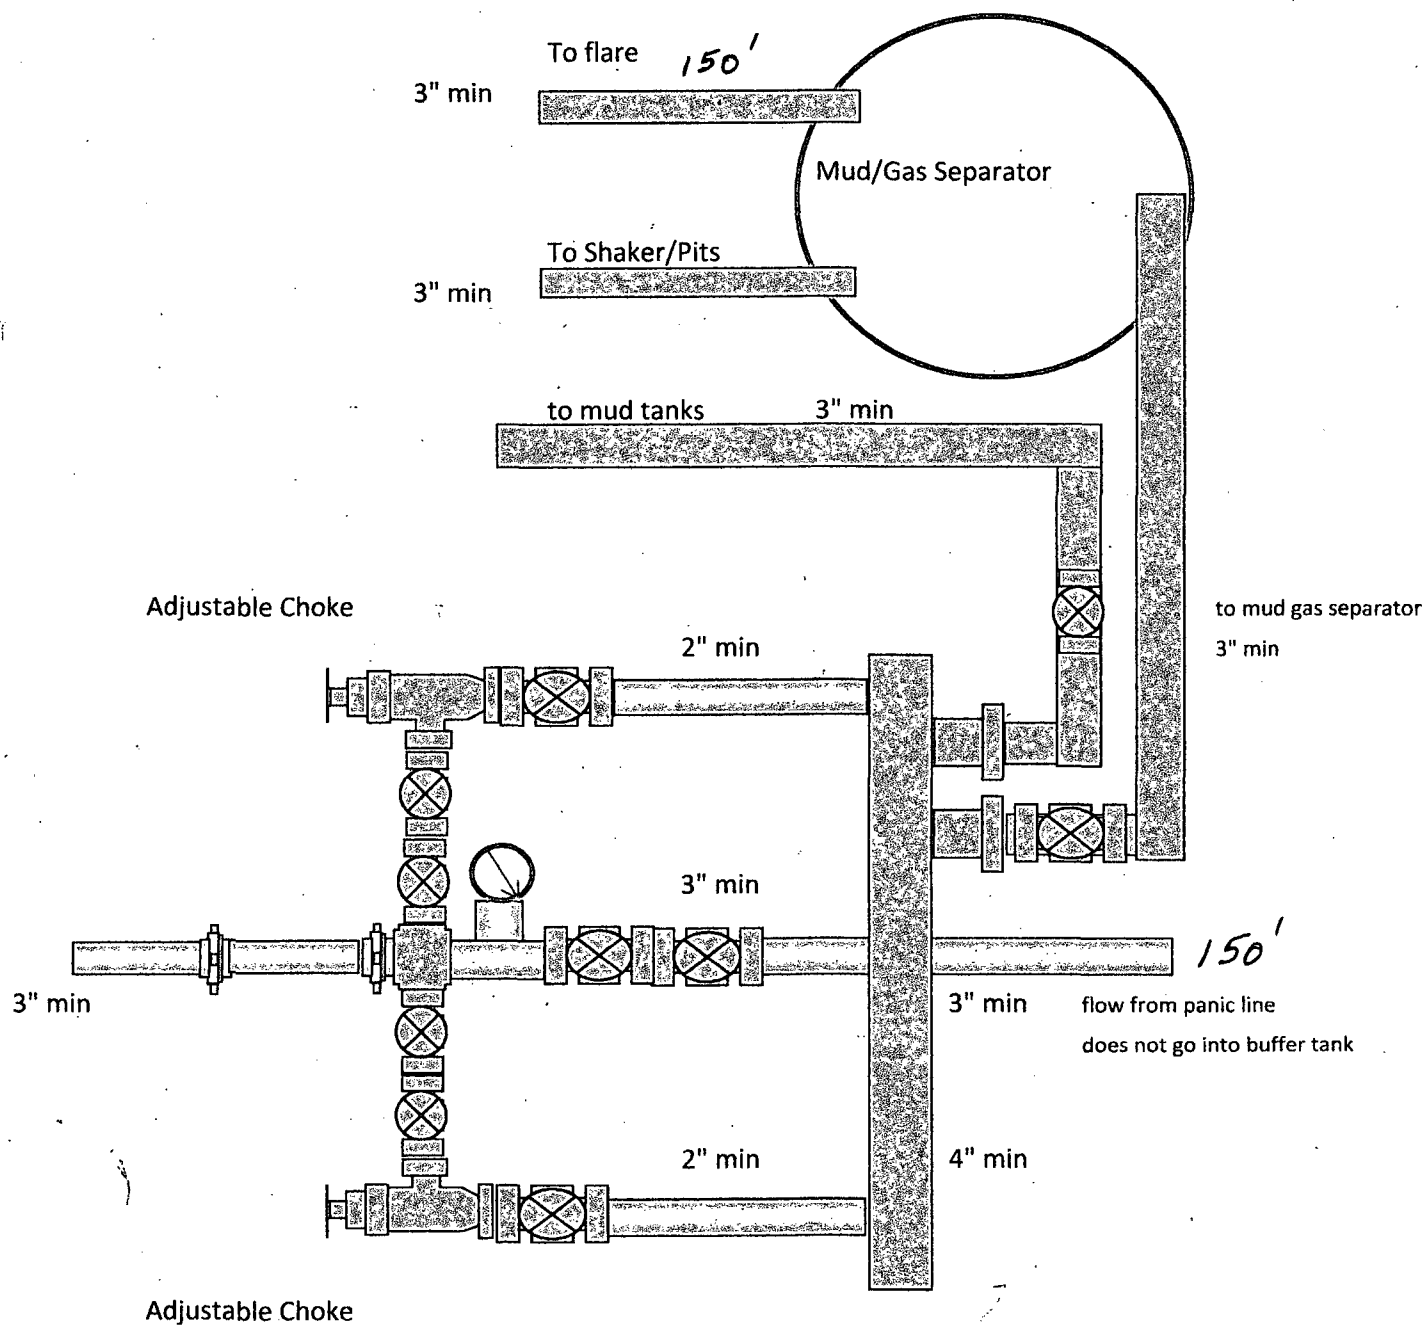 To flare 150'
3" min
Mud/Gas Separator
To Shaker/Pits
3" min
to mud tanks 3" min
Adjustable Choke
to mud gas separator
3" min
2" min
3" min
150'
3" min
3" min
flow from panic line
does not go into buffer tank
2" min
4" min
Adjustable Choke